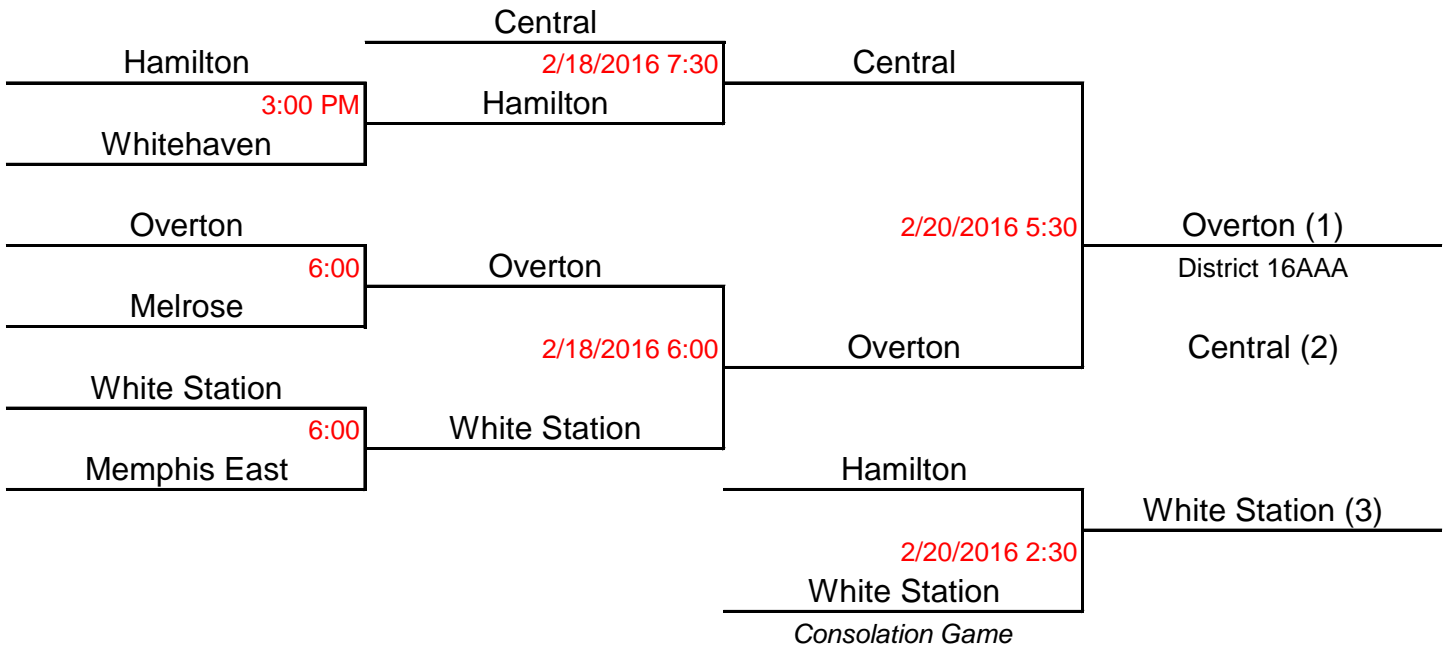 Central
Hamilton
2/18/2016 7:30
Central
3:00 PM
Hamilton
Whitehaven
Overton
2/20/2016 5:30
Overton (1)
6:00
Overton
District 16AAA
Melrose
2/18/2016 6:00
Overton
Central (2)
White Station
6:00
White Station
Memphis East
Hamilton
White Station (3)
2/20/2016 2:30
White Station
Consolation Game